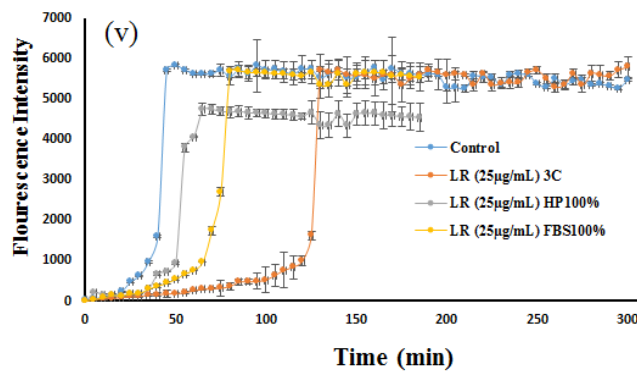 (v)
Flourescence Intensity
7000
6000
5000
4000
3000
2000
1000
0
Control
LR (25µg/mL) 3C
LR (25µg/mL) HP100%
LR (25µg/mL) FBS100%
0 50 100 150 200 250 300
Time (min)